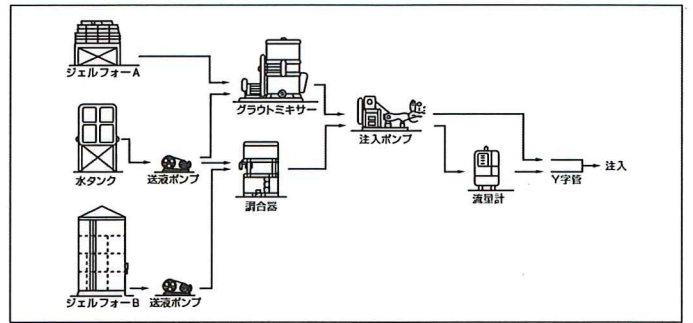 ジェルフォーA
グラウトミキサー
注入ポンプ
水タンク
送液ポンプ
調合器
流量計
Y字管
注入
ジェルフォーB
送液ポンプ